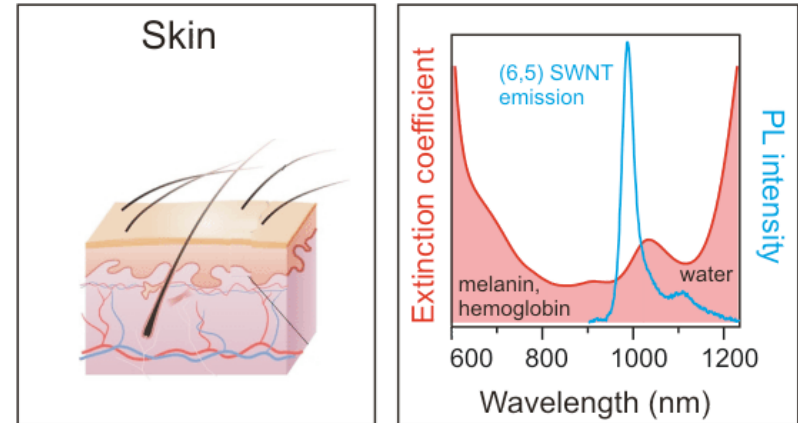 Skin
Extinction coefficient
(6,5) SWNT
emission
PL intensity
melanin,
hemoglobin
water
600 800 1000 1200
Wavelength (nm)